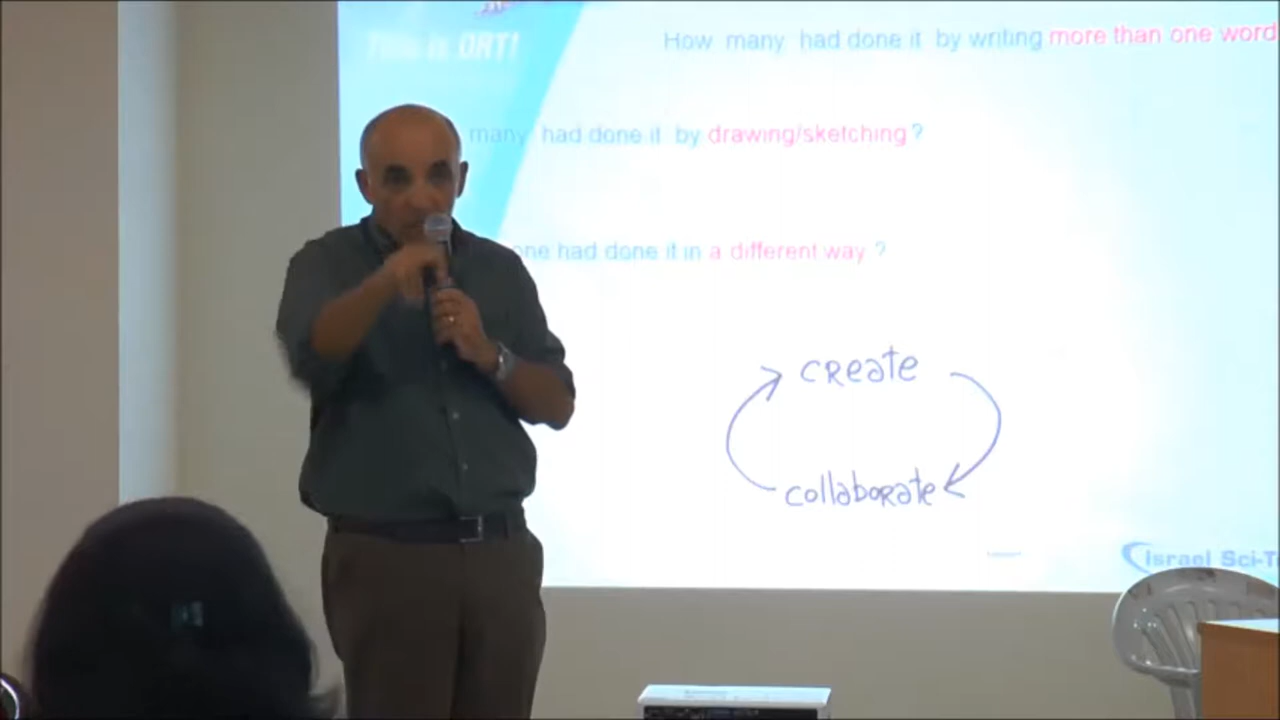 This is ORT!
How many had done it by writing more than one word
many had done it by drawing/sketching ?
one had done it in a different way ?
create
collaborate
Israel Sci-T